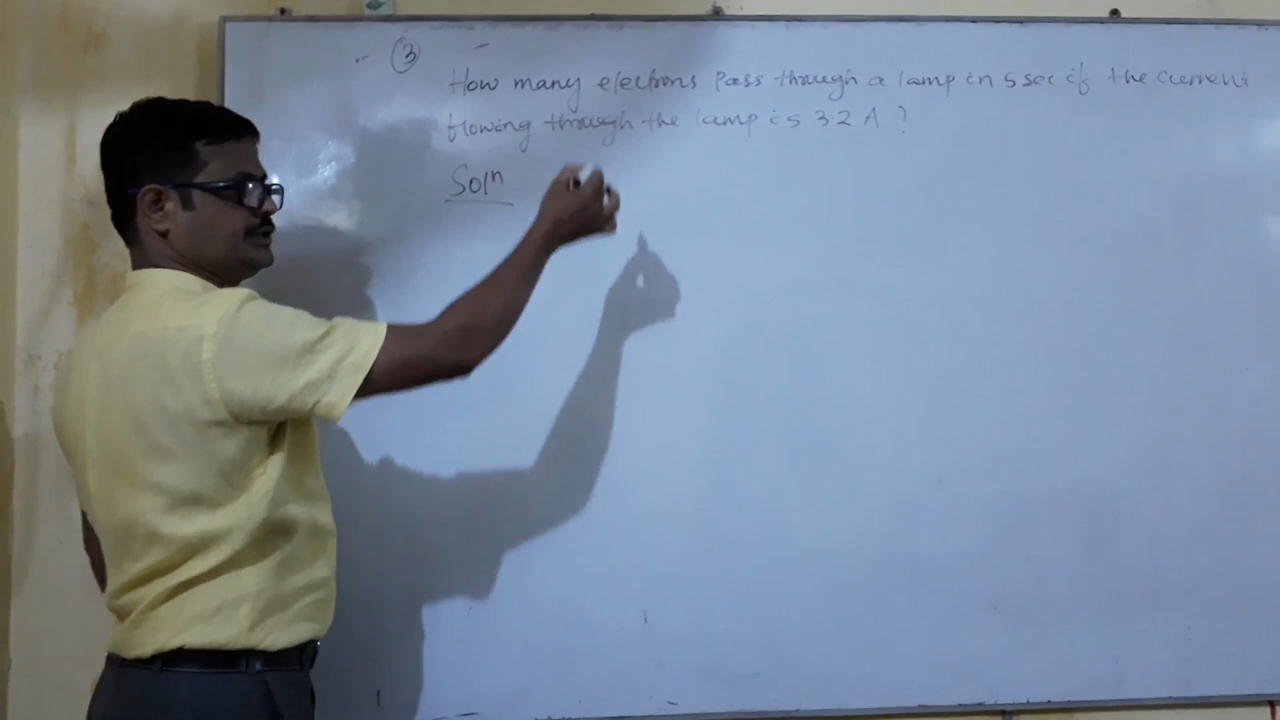 ③
How many electrons pass through a lamp in 5 sec if the current
flowing through the lamp is 3.2 A ?
Solⁿ